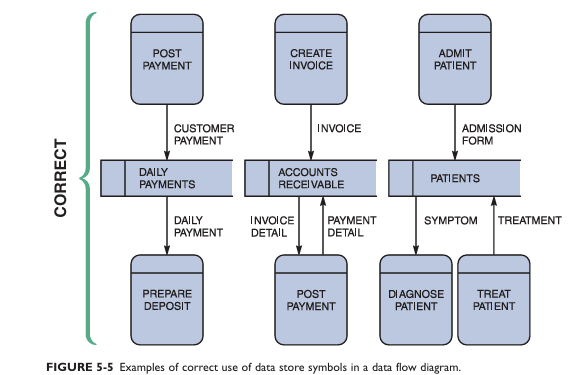 CORRECT
POST
PAYMENT
CUSTOMER
PAYMENT
DAILY
PAYMENTS
DAILY
PAYMENT
PREPARE
DEPOSIT
CREATE
INVOICE
INVOICE
ACCOUNTS
RECEIVABLE
INVOICE
DETAIL
PAYMENT
DETAIL
POST
PAYMENT
ADMIT
PATIENT
ADMISSION
FORM
PATIENTS
SYMPTOM
TREATMENT
DIAGNOSE
PATIENT
TREAT
PATIENT
FIGURE 5-5 Examples of correct use of data store symbols in a data flow diagram.